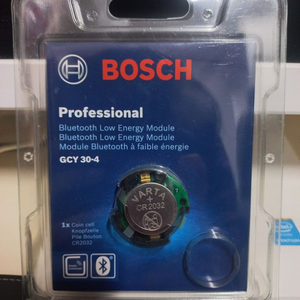 BOSCH
Professional
Bluetooth Low Energy Module
Bluetooth Low Energy Module
Module Bluetooth à faible énergie
GCY 30-4
VARTA
+
CR2032
1x Coin cell
Knopfzelle
Pile Bouton
CR2032
Bluetooth